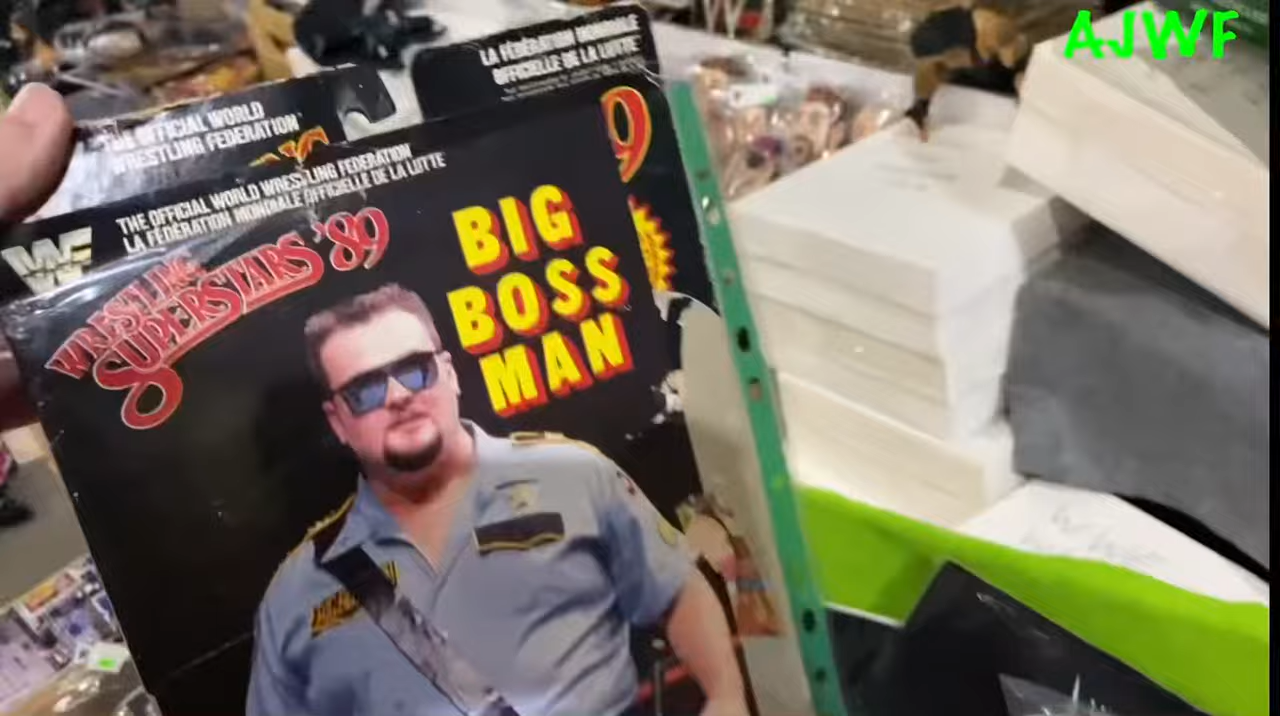 AJWF
LA FÉDÉRATION MONDIALE
OFFICIELLE DE LA LUTTE
THE OFFICIAL WORLD
WRESTLING FEDERATION
9
THE OFFICIAL WORLD WRESTLING FEDERATION
LA FÉDÉRATION MONDIALE OFFICIELLE DE LA LUTTE
WF
WRESTLING
SUPERSTARS '89
BIG
BOSS
MAN